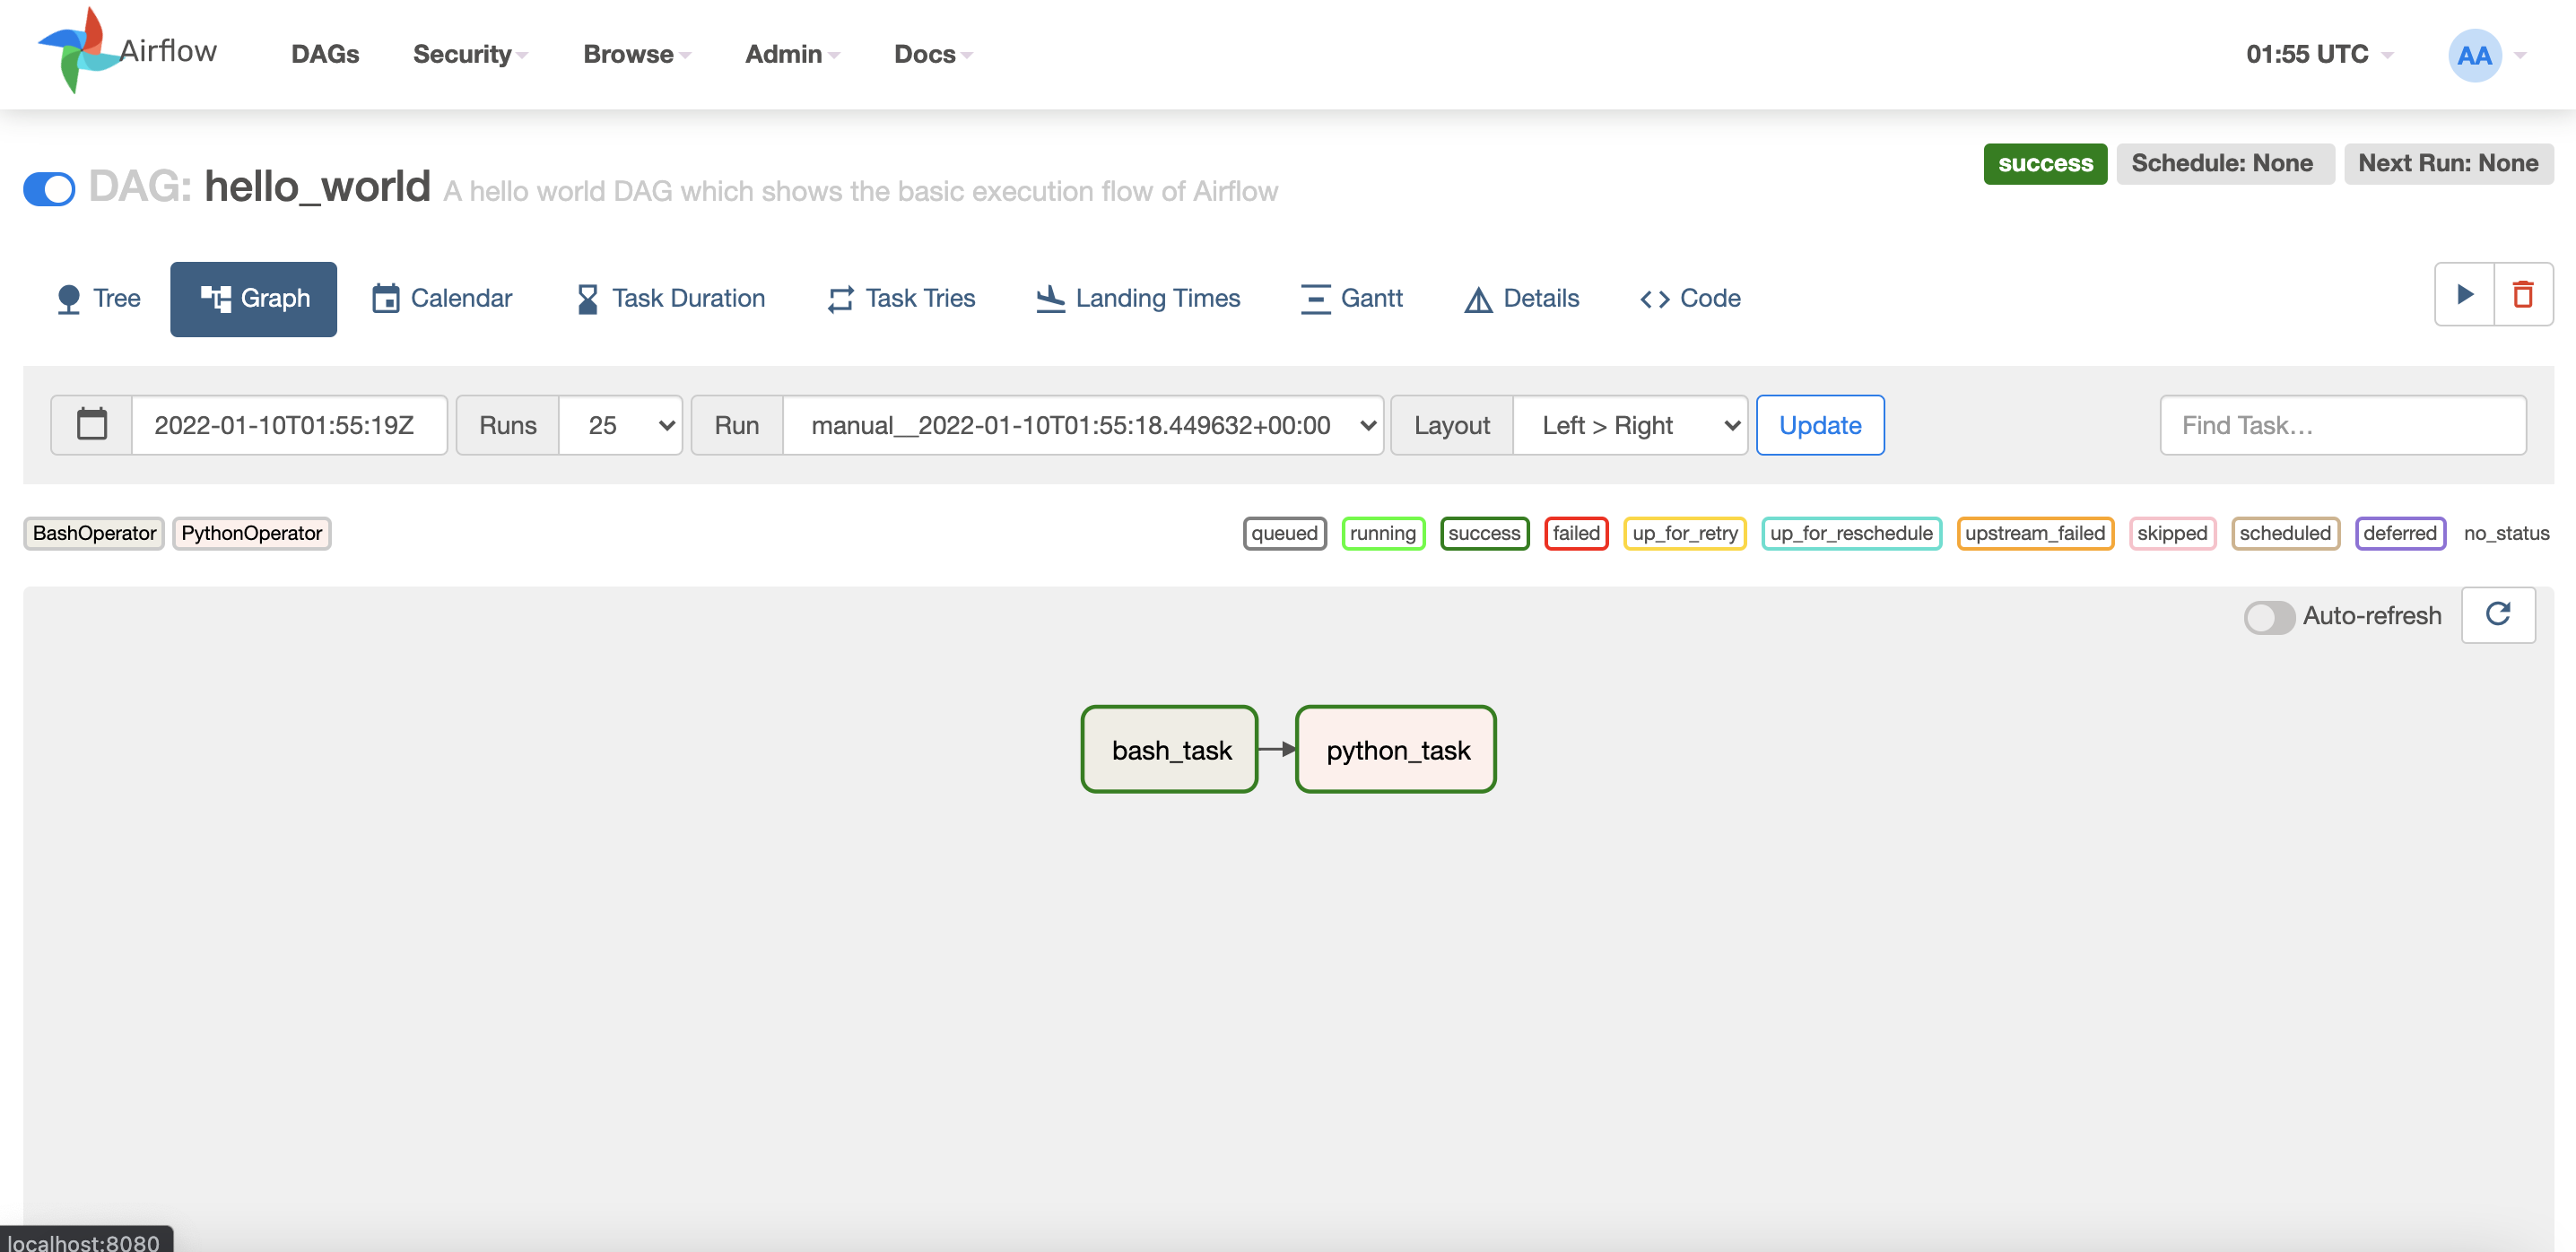 Airflow DAGs Security Browse Admin Docs 01:55 UTC AA
success Schedule: None Next Run: None
DAG: hello_world A hello world DAG which shows the basic execution flow of Airflow
Tree Graph Calendar Task Duration Task Tries Landing Times Gantt Details Code
2022-01-10T01:55:19Z Runs 25 Run manual__2022-01-10T01:55:18.449632+00:00 Layout Left > Right Update Find Task…
BashOperator PythonOperator queued running success failed up_for_retry up_for_reschedule upstream_failed skipped scheduled deferred no_status
Auto-refresh
bash_task python_task
localhost:8080